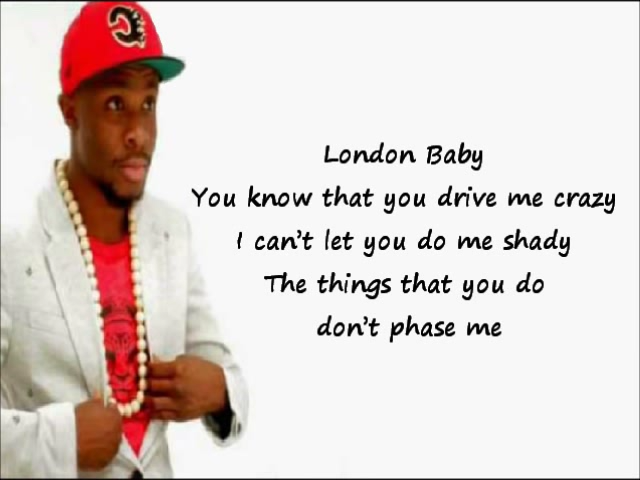 London Baby
You know that you drive me crazy
I can't let you do me shady
The things that you do
don't phase me